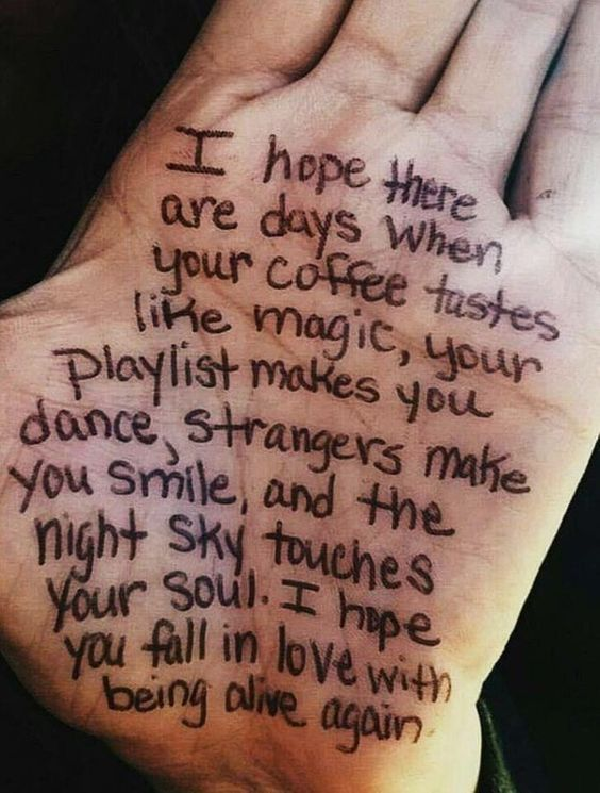 I hope there
are days when
your coffee tastes
like magic, your
playlist makes you
dance, strangers make
you smile, and the
night sky touches
your soul. I hope
you fall in love with
being alive again.